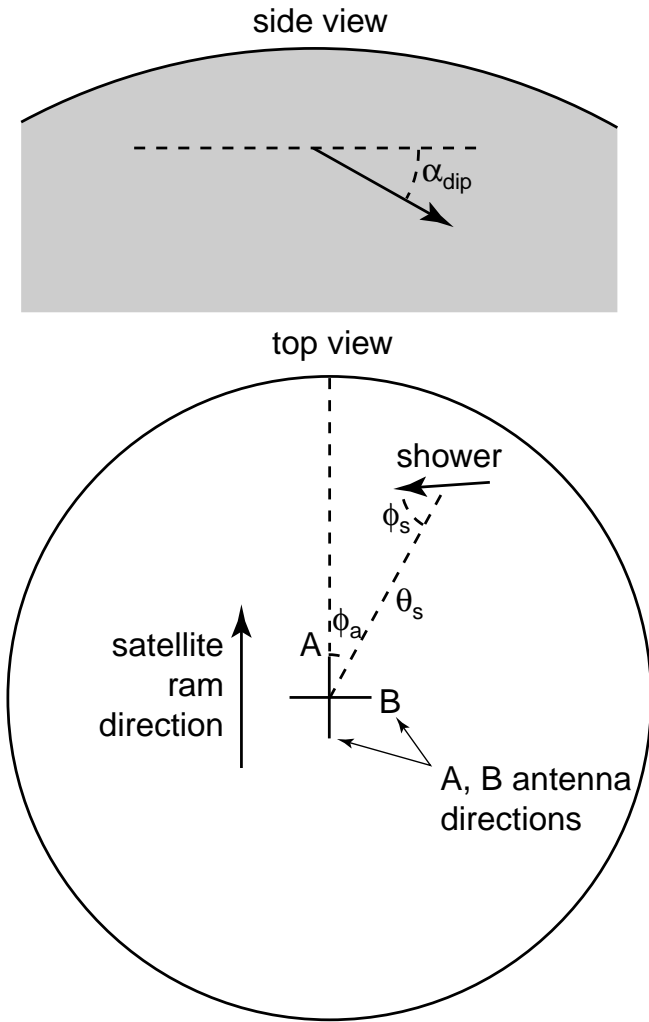 side view
α_dip
top view
shower
ϕ_s
θ_s
ϕ_a
A
satellite
ram
direction
B
A, B antenna
directions